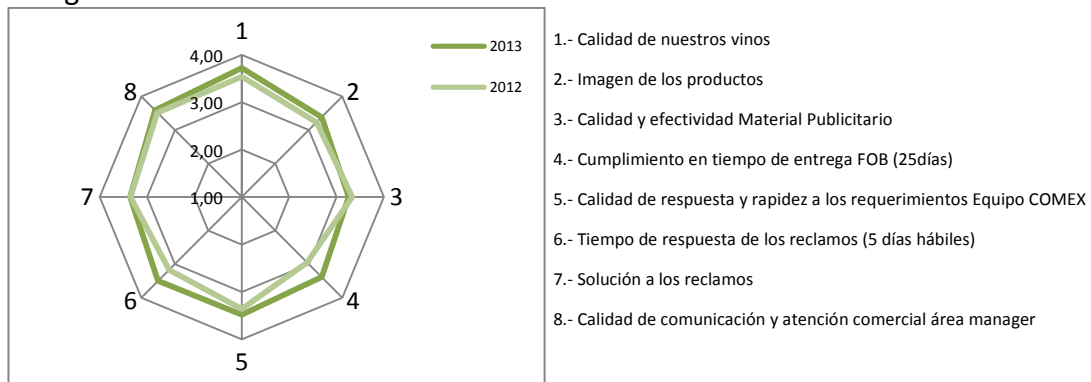 1
4,00
3,00
2,00
1,00
2
3
4
5
6
7
8
2013
2012
1.- Calidad de nuestros vinos
2.- Imagen de los productos
3.- Calidad y efectividad Material Publicitario
4.- Cumplimiento en tiempo de entrega FOB (25días)
5.- Calidad de respuesta y rapidez a los requerimientos Equipo COMEX
6.- Tiempo de respuesta de los reclamos (5 días hábiles)
7.- Solución a los reclamos
8.- Calidad de comunicación y atención comercial área manager